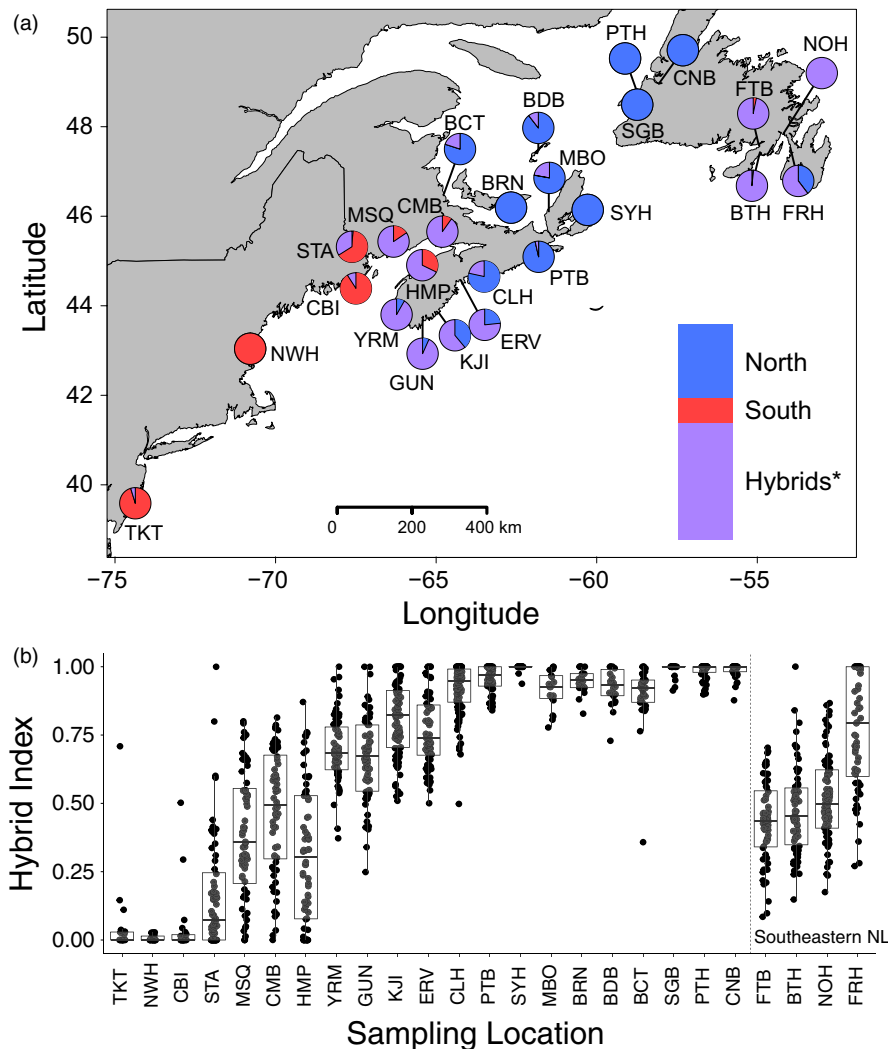 (a)
50
48
46
44
42
40
Latitude
−75
−70
−65
−60
−55
Longitude
PTH
CNB
NOH
FTB
SGB
BDB
BCT
MBO
BRN
SYH
BTH
FRH
CMB
MSQ
STA
PTB
HMP
CLH
CBI
YRM
ERV
KJI
NWH
GUN
TKT
0 200 400 km
North
South
Hybrids*
(b)
1.00
0.75
0.50
0.25
0.00
Hybrid Index
Southeastern NL
TKT NWH CBI STA MSQ CMB HMP YRM GUN KJI ERV CLH PTB SYH MBO BRN BDB BCT SGB PTH CNB FTB BTH NOH FRH
Sampling Location